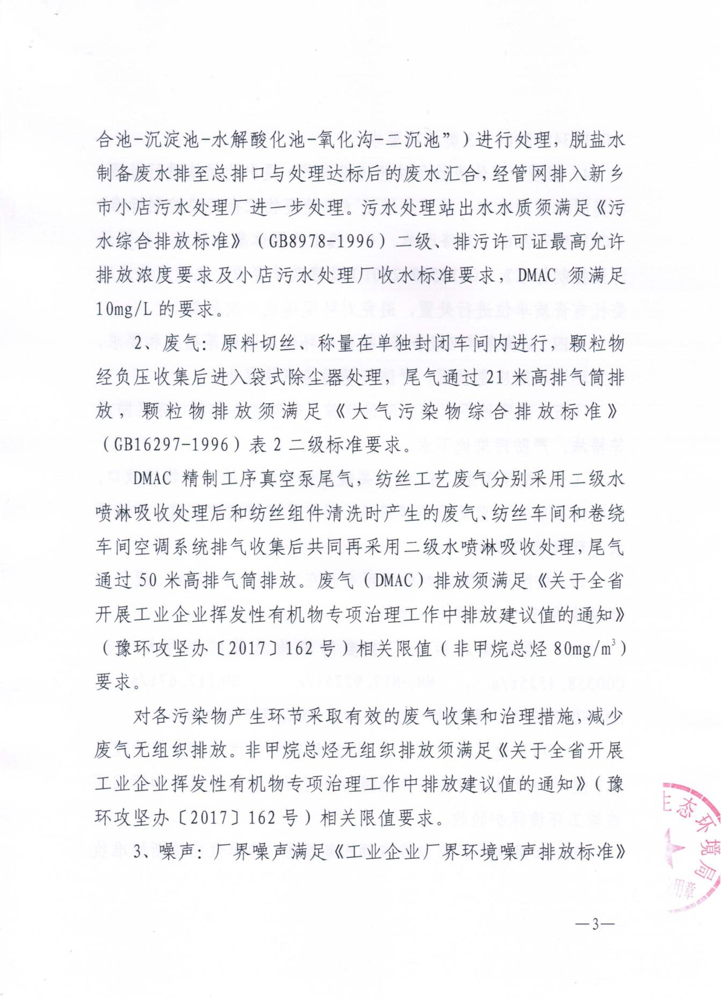 合池-沉淀池-水解酸化池-氧化沟-二沉池”）进行处理，脱盐水
制备废水排至总排口与处理达标后的废水汇合，经管网排入新乡
市小店污水处理厂进一步处理。污水处理站出水水质须满足《污
水综合排放标准》（GB8978-1996）二级、排污许可证最高允许
排放浓度要求及小店污水处理厂收水标准要求，DMAC 须满足
10mg/L 的要求。
2、废气：原料切丝、称量在单独封闭车间内进行，颗粒物
经负压收集后进入袋式除尘器处理，尾气通过 21 米高排气筒排
放，颗粒物排放须满足《大气污染物综合排放标准》
（GB16297-1996）表 2 二级标准要求。
DMAC 精制工序真空泵尾气，纺丝工艺废气分别采用二级水
喷淋吸收处理后和纺丝组件清洗时产生的废气、纺丝车间和卷绕
车间空调系统排气收集后共同再采用二级水喷淋吸收处理，尾气
通过 30 米高排气筒排放。废气（DMAC）排放须满足《关于全省
开展工业企业挥发性有机物专项治理工作中排放建议值的通知》
（豫环攻坚办〔2017〕162 号）相关限值（非甲烷总烃 80mg/m³）
要求。
对各污染物产生环节采取有效的废气收集和治理措施，减少
废气无组织排放。非甲烷总烃无组织排放须满足《关于全省开展
工业企业挥发性有机物专项治理工作中排放建议值的通知》（豫
环攻坚办〔2017〕162 号）相关限值要求。
3、噪声：厂界噪声满足《工业企业厂界环境噪声排放标准》
生态环境局
用章
—3—